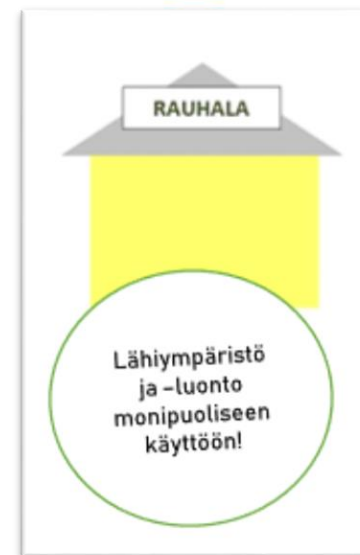 RAUHALA
Lähiympäristö
ja –luonto
monipuoliseen
käyttöön!